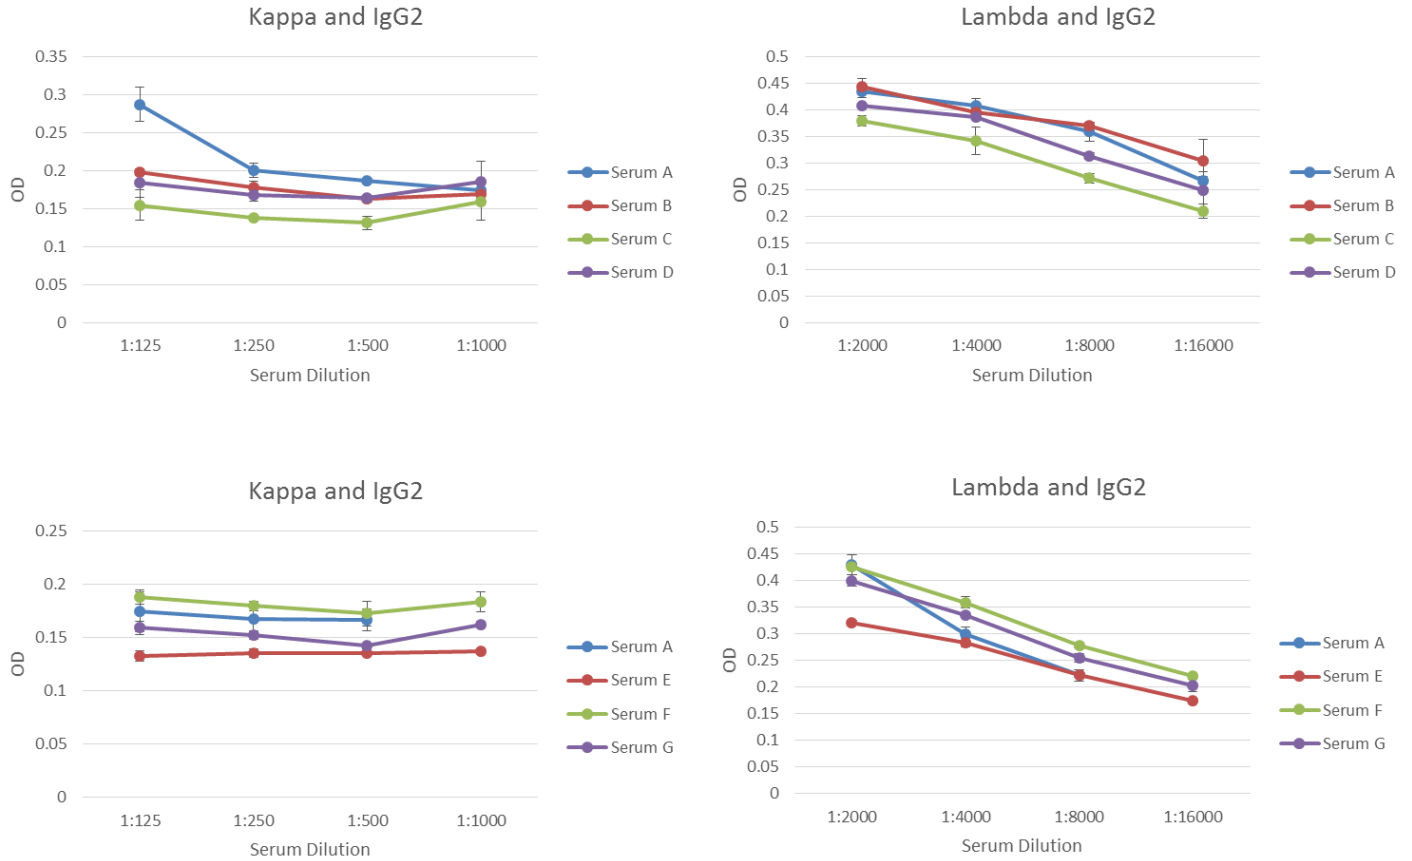 Kappa and IgG2
0.35
0.3
0.25
0.2
0.15
0.1
0.05
0
OD
1:125 1:250 1:500 1:1000
Serum Dilution
Serum A
Serum B
Serum C
Serum D
Lambda and IgG2
0.5
0.45
0.4
0.35
0.3
0.25
0.2
0.15
0.1
0.05
0
OD
1:2000 1:4000 1:8000 1:16000
Serum Dilution
Serum A
Serum B
Serum C
Serum D
Kappa and IgG2
0.25
0.2
0.15
0.1
0.05
0
OD
1:125 1:250 1:500 1:1000
Serum Dilution
Serum A
Serum E
Serum F
Serum G
Lambda and IgG2
0.5
0.45
0.4
0.35
0.3
0.25
0.2
0.15
0.1
0.05
0
OD
1:2000 1:4000 1:8000 1:16000
Serum Dilution
Serum A
Serum E
Serum F
Serum G